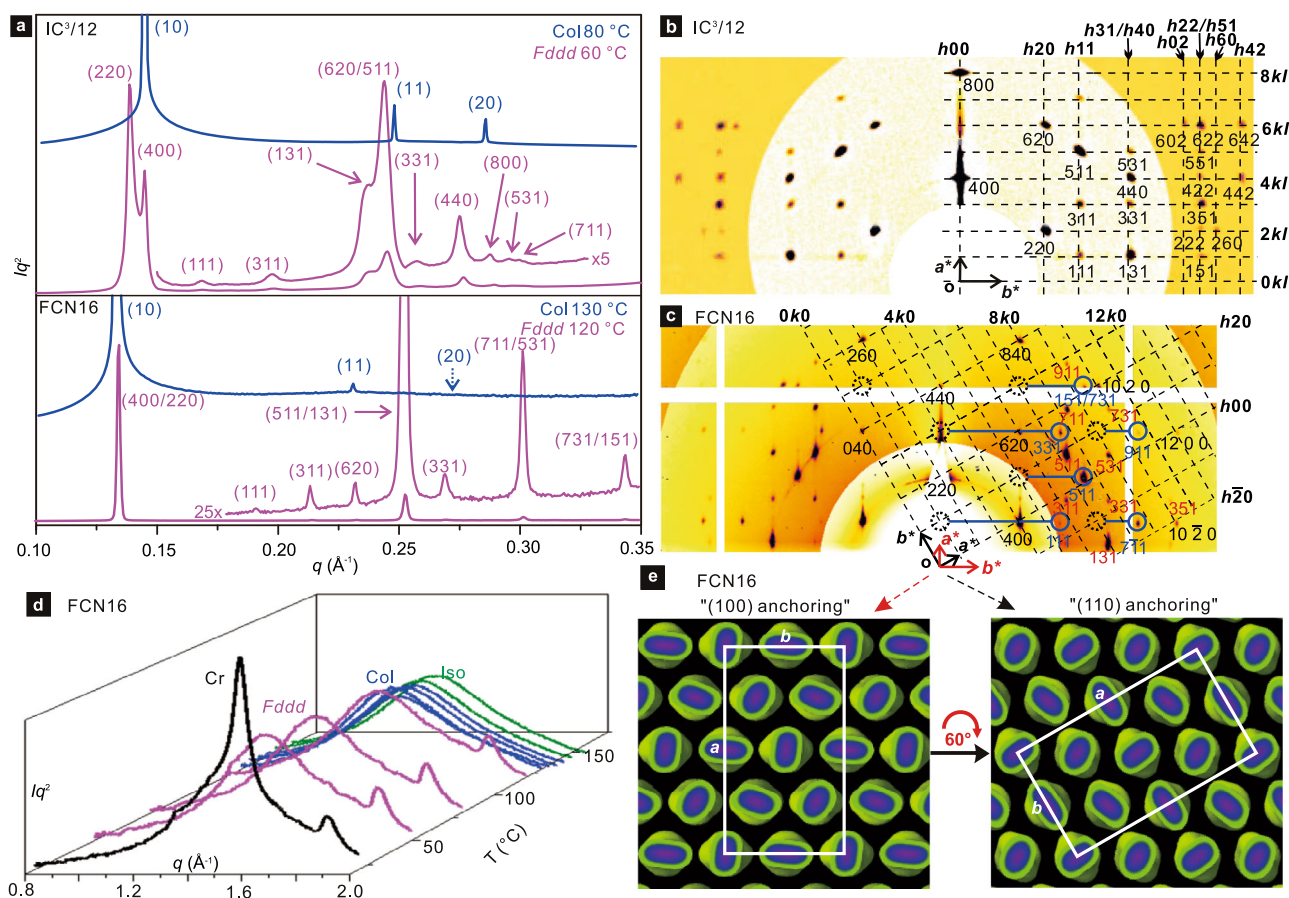 a IC³/12
(10)
Col 80 °C
Fddd 60 °C
(220)
(620/511)
(11)
(20)
(400)
(131)
(331)
(800)
(440)
(531)
(111)
(311)
(711)
x5
Iq²
FCN16
(10)
Col 130 °C
Fddd 120 °C
(11)
(20)
(711/531)
(400/220)
(511/131)
(731/151)
(311)
(620)
(331)
(111)
25x
0.10 0.15 0.20 0.25 0.30 0.35
q (Å⁻¹)
b IC³/12
h00 h20 h11 h31/h40 h02 h22/h51 h60 h42
8kl
800
6kl
620 602 622 642
511 531 551
4kl
400 440 422 442
311 331 351
2kl
220 222 260
111 131 151
a*
o b*
0kl
c FCN16
0k0 4k0 8k0 12k0
h20
260 840
911
10 2 0
151/731
h00
440
711 731
040 620 331 911 12 0 0
511 531
511
h2̄0
220
311 331 351
400 111 711 10 2̄ 0
131
b* a* a*
o b*
d FCN16
Cr
Fddd
Col
Iso
Iq²
150
100
50
T (°C)
q (Å⁻¹)
0.8 1.2 1.6 2.0
e FCN16
"(100) anchoring" "(110) anchoring"
b
a
60°
a
b